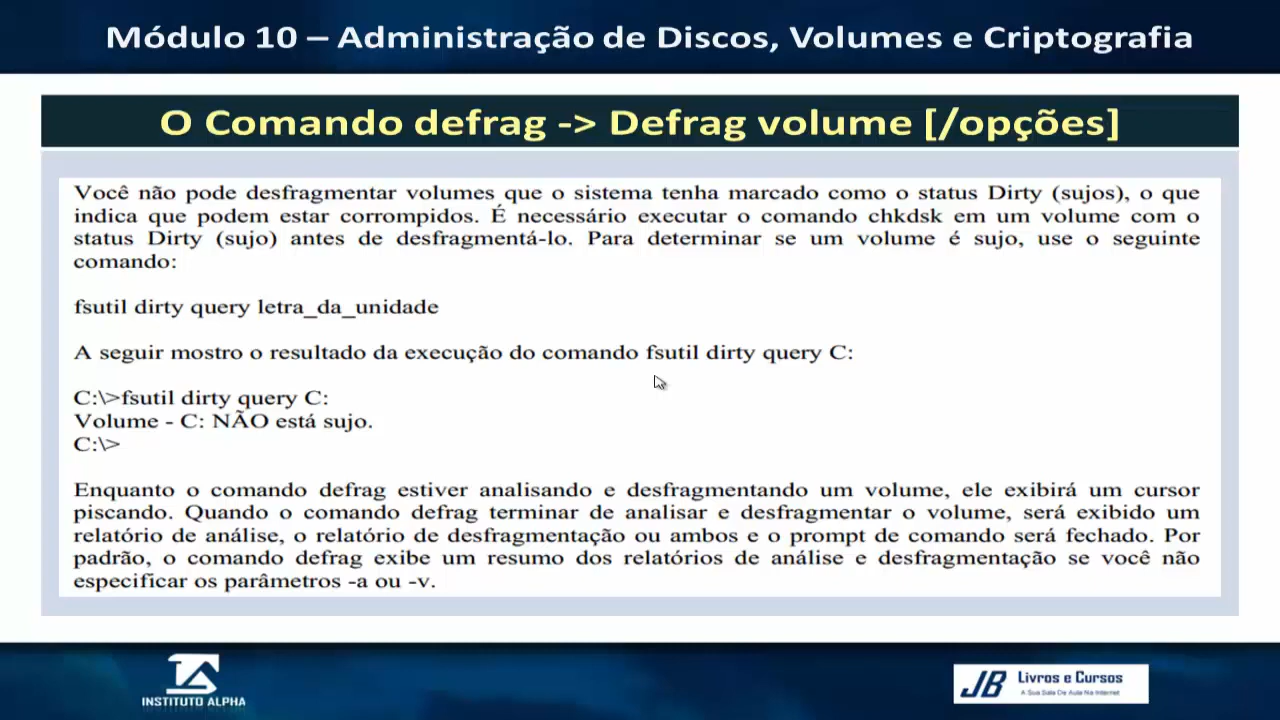 Módulo 10 – Administração de Discos, Volumes e Criptografia
O Comando defrag -> Defrag volume [/opções]
Você não pode desfragmentar volumes que o sistema tenha marcado como o status Dirty (sujos), o que
indica que podem estar corrompidos. É necessário executar o comando chkdsk em um volume com o
status Dirty (sujo) antes de desfragmentá-lo. Para determinar se um volume é sujo, use o seguinte
comando:
fsutil dirty query letra_da_unidade
A seguir mostro o resultado da execução do comando fsutil dirty query C:
C:\>fsutil dirty query C:
Volume - C: NÃO está sujo.
C:\>
Enquanto o comando defrag estiver analisando e desfragmentando um volume, ele exibirá um cursor
piscando. Quando o comando defrag terminar de analisar e desfragmentar o volume, será exibido um
relatório de análise, o relatório de desfragmentação ou ambos e o prompt de comando será fechado. Por
padrão, o comando defrag exibe um resumo dos relatórios de análise e desfragmentação se você não
especificar os parâmetros -a ou -v.
INSTITUTO ALPHA
JB Livros e Cursos
A Sua Sala De Aula Na Internet